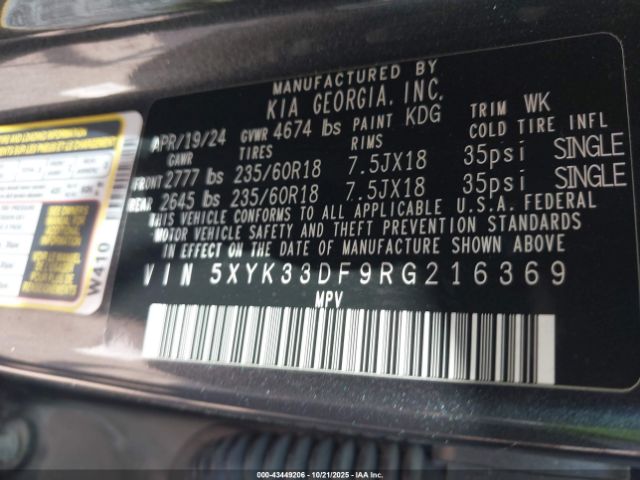 MANUFACTURED BY
KIA GEORGIA, INC.
APR/19/24 GVWR 4674 lbs PAINT KDG TRIM WK
GAWR TIRES RIMS COLD TIRE INFL
FRONT 2777 lbs 235/60R18 7.5JX18 35psi SINGLE
REAR 2645 lbs 235/60R18 7.5JX18 35psi SINGLE
THIS VEHICLE CONFORMS TO ALL APPLICABLE U.S.A. FEDERAL
MOTOR VEHICLE SAFETY AND THEFT PREVENTION STANDARDS
IN EFFECT ON THE DATE OF MANUFACTURE SHOWN ABOVE
VIN 5XYK33DF9RG216369
MPV
W410
000-43449206 - 10/21/2025 - IAAI.com